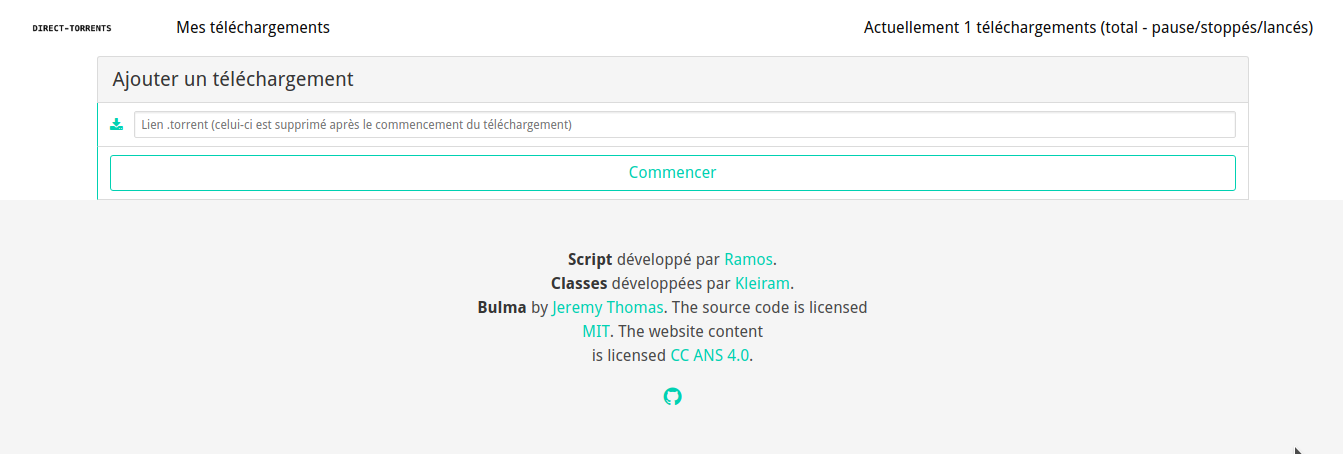 DIRECT-TORRENTS Mes téléchargements Actuellement 1 téléchargements (total - pause/stoppés/lancés)
Ajouter un téléchargement
Lien .torrent (celui-ci est supprimé après le commencement du téléchargement)
Commencer
Script développé par Ramos.
Classes développées par Kleiram.
Bulma by Jeremy Thomas. The source code is licensed
MIT. The website content
is licensed CC ANS 4.0.